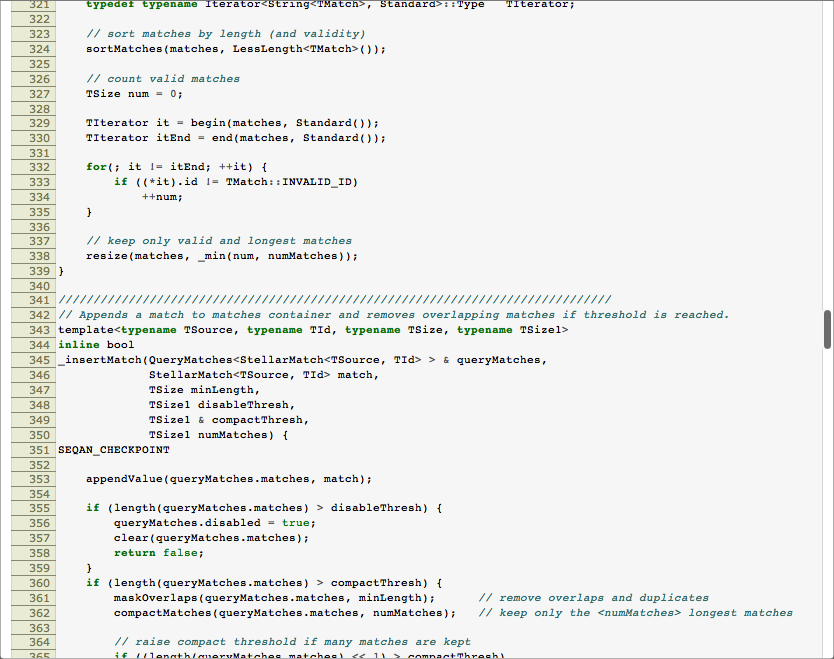 321 typedef typename Iterator<String<TMatch>, Standard>::Type TIterator;
322
323 // sort matches by length (and validity)
324 sortMatches(matches, LessLength<TMatch>());
325
326 // count valid matches
327 TSize num = 0;
328
329 TIterator it = begin(matches, Standard());
330 TIterator itEnd = end(matches, Standard());
331
332 for(; it != itEnd; ++it) {
333 if ((*it).id != TMatch::INVALID_ID)
334 ++num;
335 }
336
337 // keep only valid and longest matches
338 resize(matches, _min(num, numMatches));
339 }
340
341 ///////////////////////////////////////////////////////////////////////////////
342 // Appends a match to matches container and removes overlapping matches if threshold is reached.
343 template<typename TSource, typename TId, typename TSize, typename TSize1>
344 inline bool
345 _insertMatch(QueryMatches<StellarMatch<TSource, TId> > & queryMatches,
346 StellarMatch<TSource, TId> match,
347 TSize minLength,
348 TSize1 disableThresh,
349 TSize1 & compactThresh,
350 TSize1 numMatches) {
351 SEQAN_CHECKPOINT
352
353 appendValue(queryMatches.matches, match);
354
355 if (length(queryMatches.matches) > disableThresh) {
356 queryMatches.disabled = true;
357 clear(queryMatches.matches);
358 return false;
359 }
360 if (length(queryMatches.matches) > compactThresh) {
361 maskOverlaps(queryMatches.matches, minLength); // remove overlaps and duplicates
362 compactMatches(queryMatches.matches, numMatches); // keep only the <numMatches> longest matches
363
364 // raise compact threshold if many matches are kept
365 if ((length(queryMatches.matches) << 1) > compactThresh)